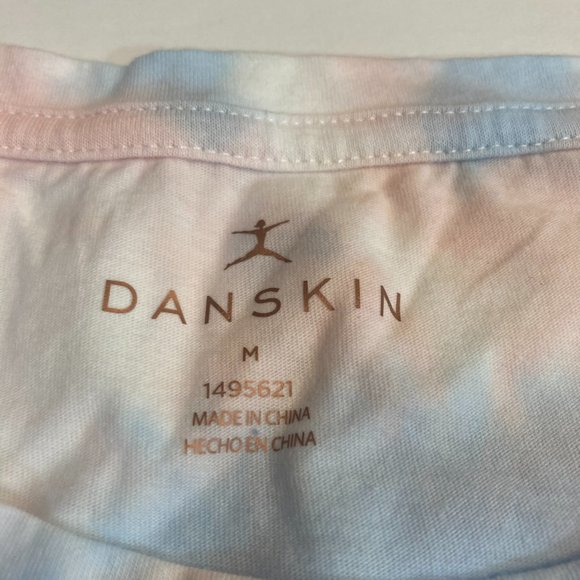 DANSKIN
M
1495621
MADE IN CHINA
HECHO EN CHINA